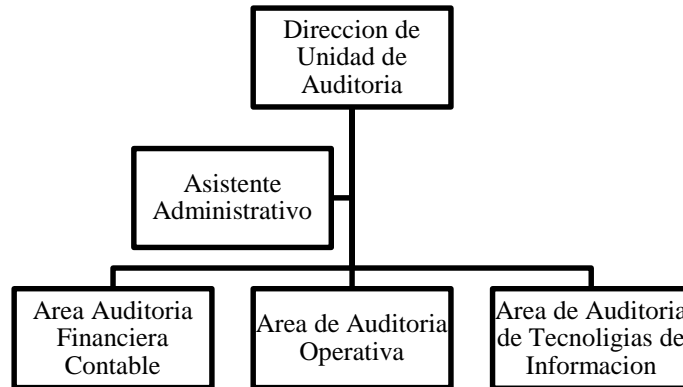 Direccion de
Unidad de
Auditoria
Asistente
Administrativo
Area Auditoria
Financiera
Contable
Area de Auditoria
Operativa
Area de Auditoria
de Tecnoligias de
Informacion